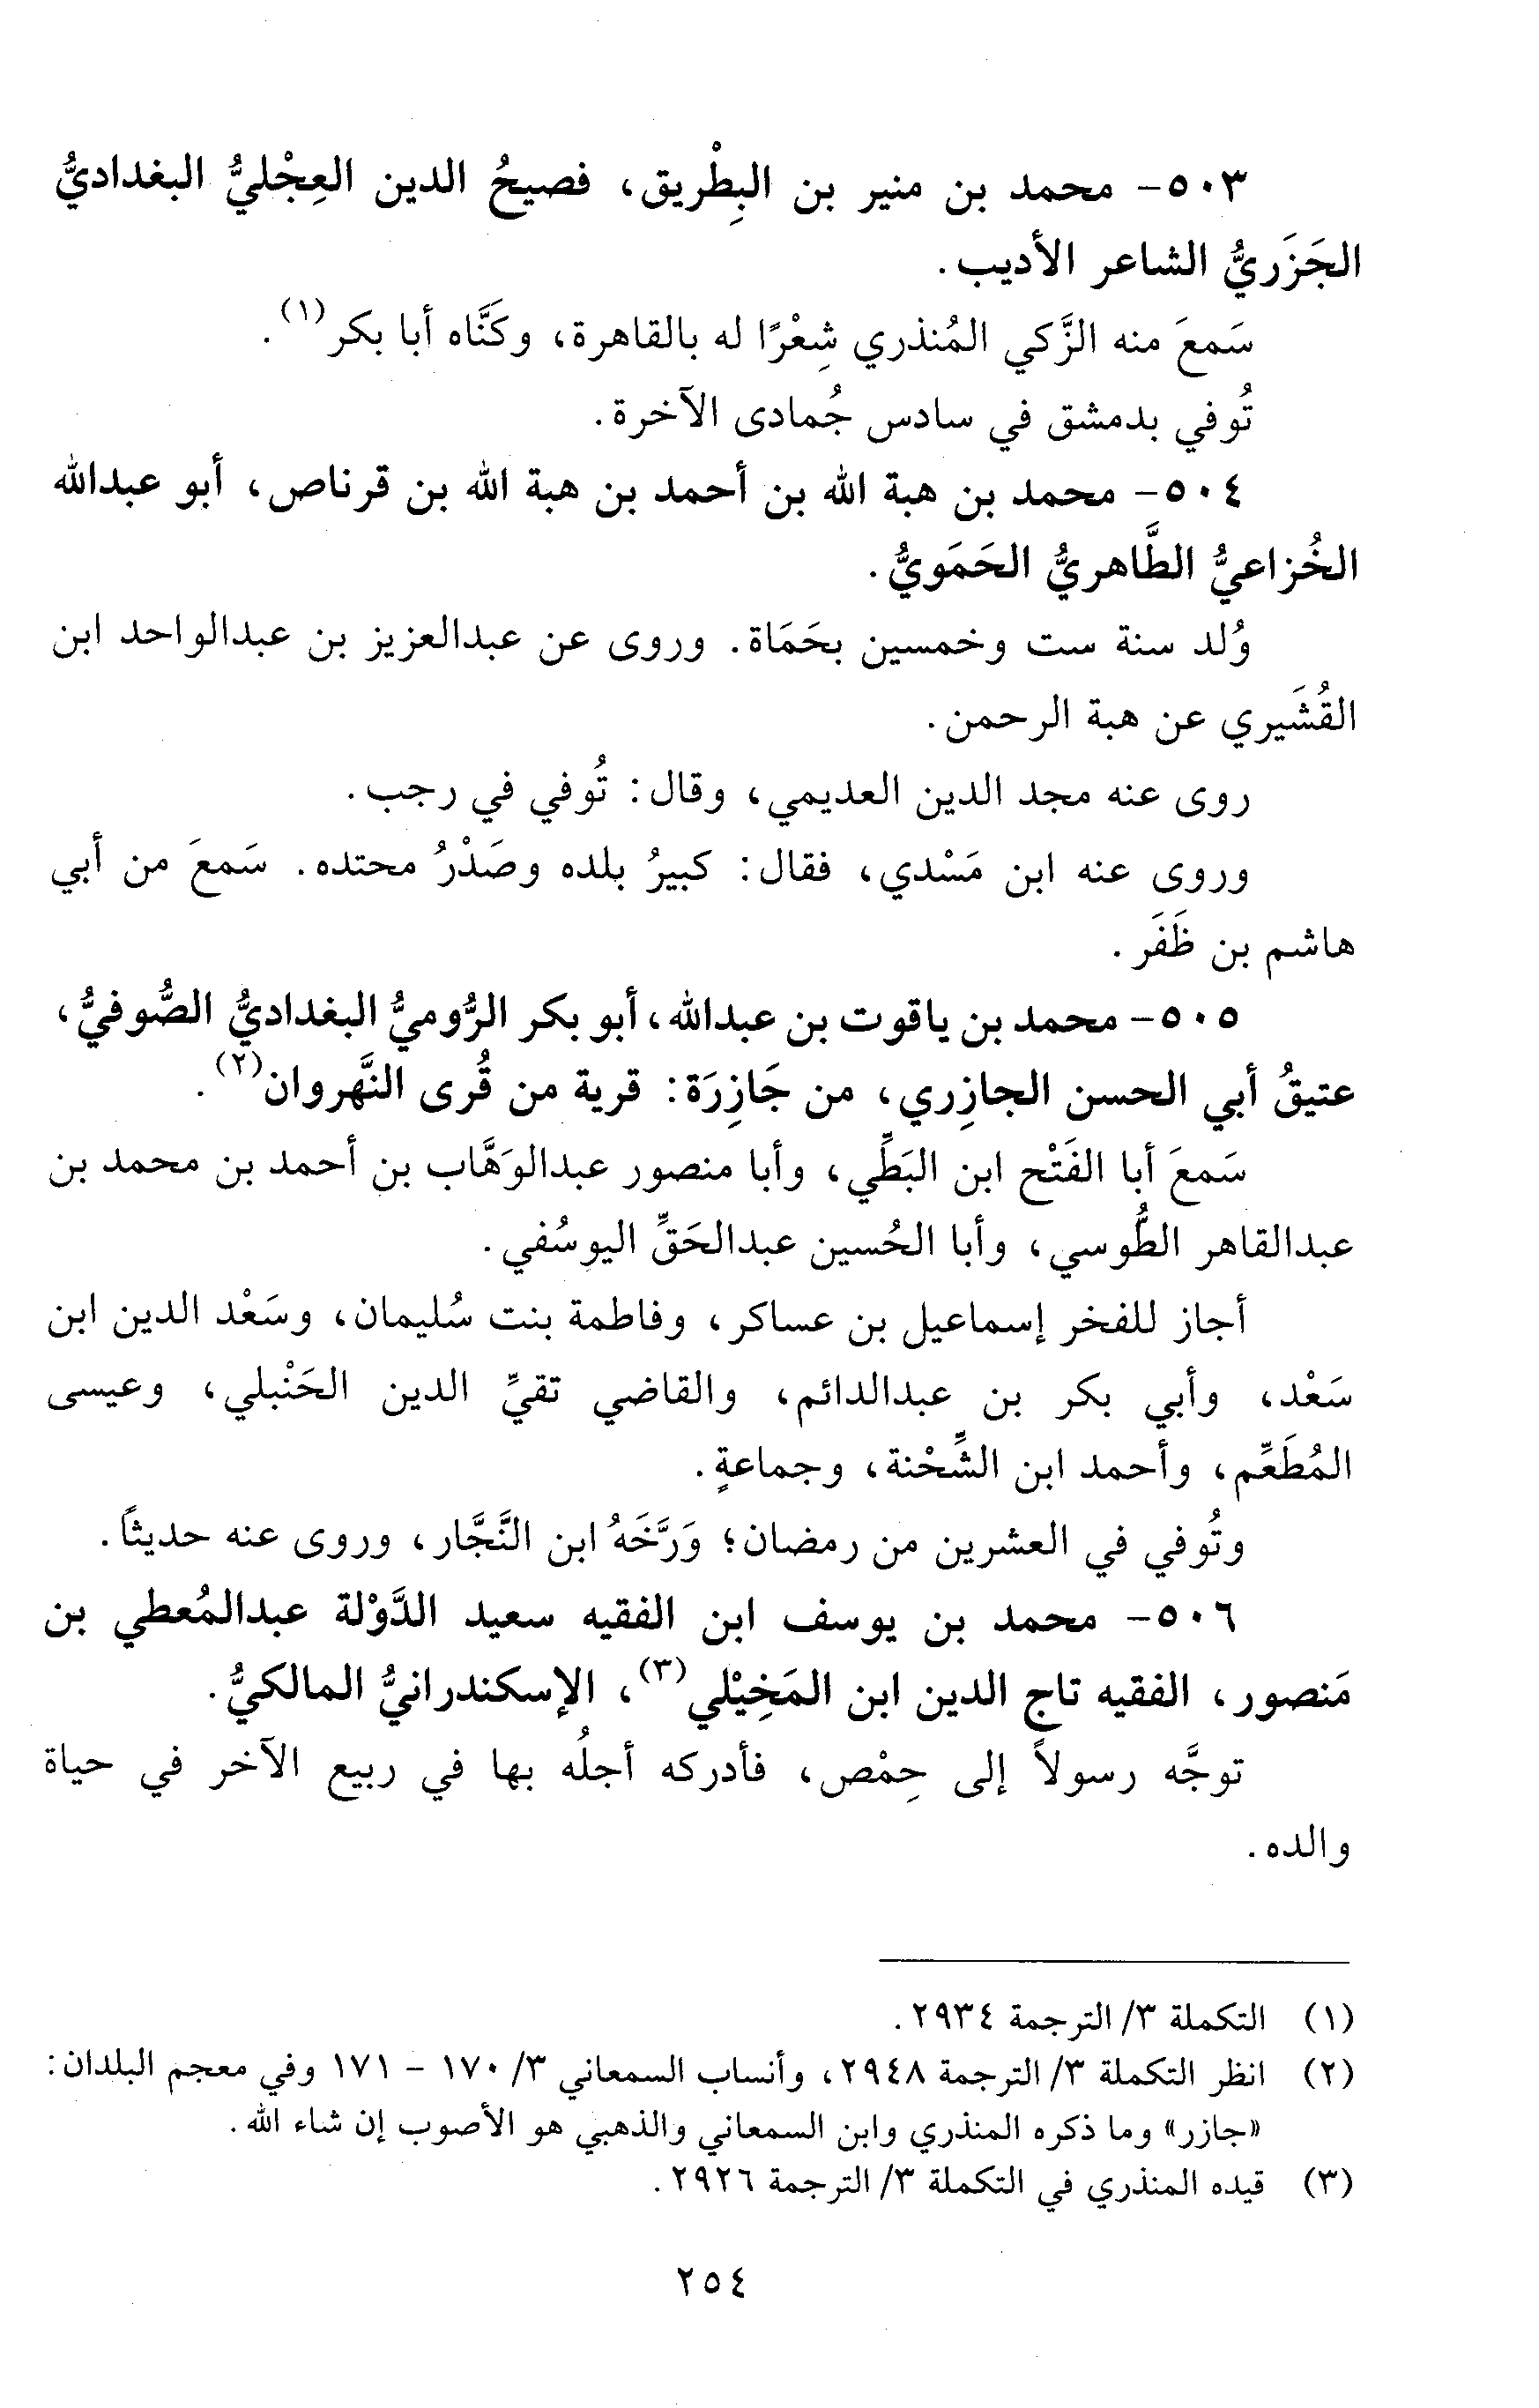 ٥٠٣- محمد بن منير بن البِطْريق، فصيحُ الدين العِجْليُّ البغداديُّ
الجَزَريُّ الشاعر الأديب.
سَمعَ منه الزَّكي المُنذري شِعْرًا له بالقاهرة، وكَنَّاه أبا بكر(١).
تُوفي بدمشق في سادس جُمادى الآخرة.
٥٠٤- محمد بن هبة الله بن أحمد بن هبة الله بن قرناص، أبو عبدالله
الخُزاعيُّ الطَّاهريُّ الحَمَويُّ.
وُلد سنة ست وخمسين بحَمَاة. وروى عن عبدالعزيز بن عبدالواحد ابن
القُشَيري عن هبة الرحمن.
روى عنه مجد الدين العديمي، وقال: تُوفي في رجب.
وروى عنه ابن مَسْدي، فقال: كبيرُ بلده وصَدْرُ محتده. سَمعَ من أبي
هاشم بن ظَفَر.
٥٠٥- محمد بن ياقوت بن عبدالله، أبو بكر الرُّوميُّ البغداديُّ الصُّوفيُّ،
عتيقُ أبي الحسن الجازِري، من جَازِرَة: قرية من قُرى النَّهروان(٢).
سَمعَ أبا الفَتْح ابن البَطِّي، وأبا منصور عبدالوَهَّاب بن أحمد بن محمد بن
عبدالقاهر الطُّوسي، وأبا الحُسين عبدالحَقِّ اليوسُفي.
أجاز للفخر إسماعيل بن عساكر، وفاطمة بنت سُليمان، وسَعْد الدين ابن
سَعْد، وأبي بكر بن عبدالدائم، والقاضي تقيِّ الدين الحَنْبلي، وعيسى
المُطَعِّم، وأحمد ابن الشِّحْنة، وجماعةٍ.
وتُوفي في العشرين من رمضان؛ وَرَّخَهُ ابن النَّجَّار، وروى عنه حديثاً.
٥٠٦- محمد بن يوسف ابن الفقيه سعيد الدَّوْلة عبدالمُعطي بن
مَنصور، الفقيه تاج الدين ابن المَخِيْلي(٣)، الإسكندرانيُّ المالكيُّ.
توجَّه رسولاً إلى حِمْص، فأدركه أجلُه بها في ربيع الآخر في حياة
والده.
(١) التكملة ٣/ الترجمة ٢٩٣٤.
(٢) انظر التكملة ٣/ الترجمة ٢٩٤٨، وأنساب السمعاني ٣/ ١٧٠ - ١٧١ وفي معجم البلدان:
«جازر» وما ذكره المنذري وابن السمعاني والذهبي هو الأصوب إن شاء الله.
(٣) قيده المنذري في التكملة ٣/ الترجمة ٢٩٢٦.
٢٥٤